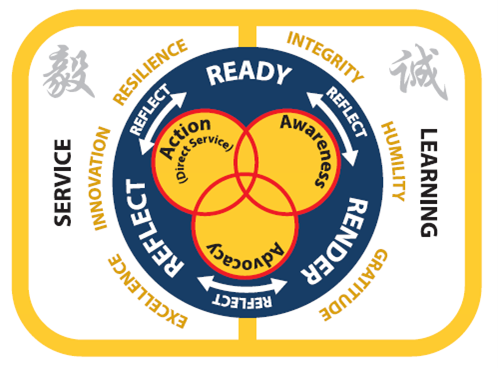 毅
誠
RESILIENCE
INTEGRITY
READY
REFLECT
REFLECT
Action
(Direct Service)
Awareness
SERVICE
INNOVATION
HUMILITY
LEARNING
REFLECT
RENDER
Advocacy
REFLECT
EXCELLENCE
GRATITUDE